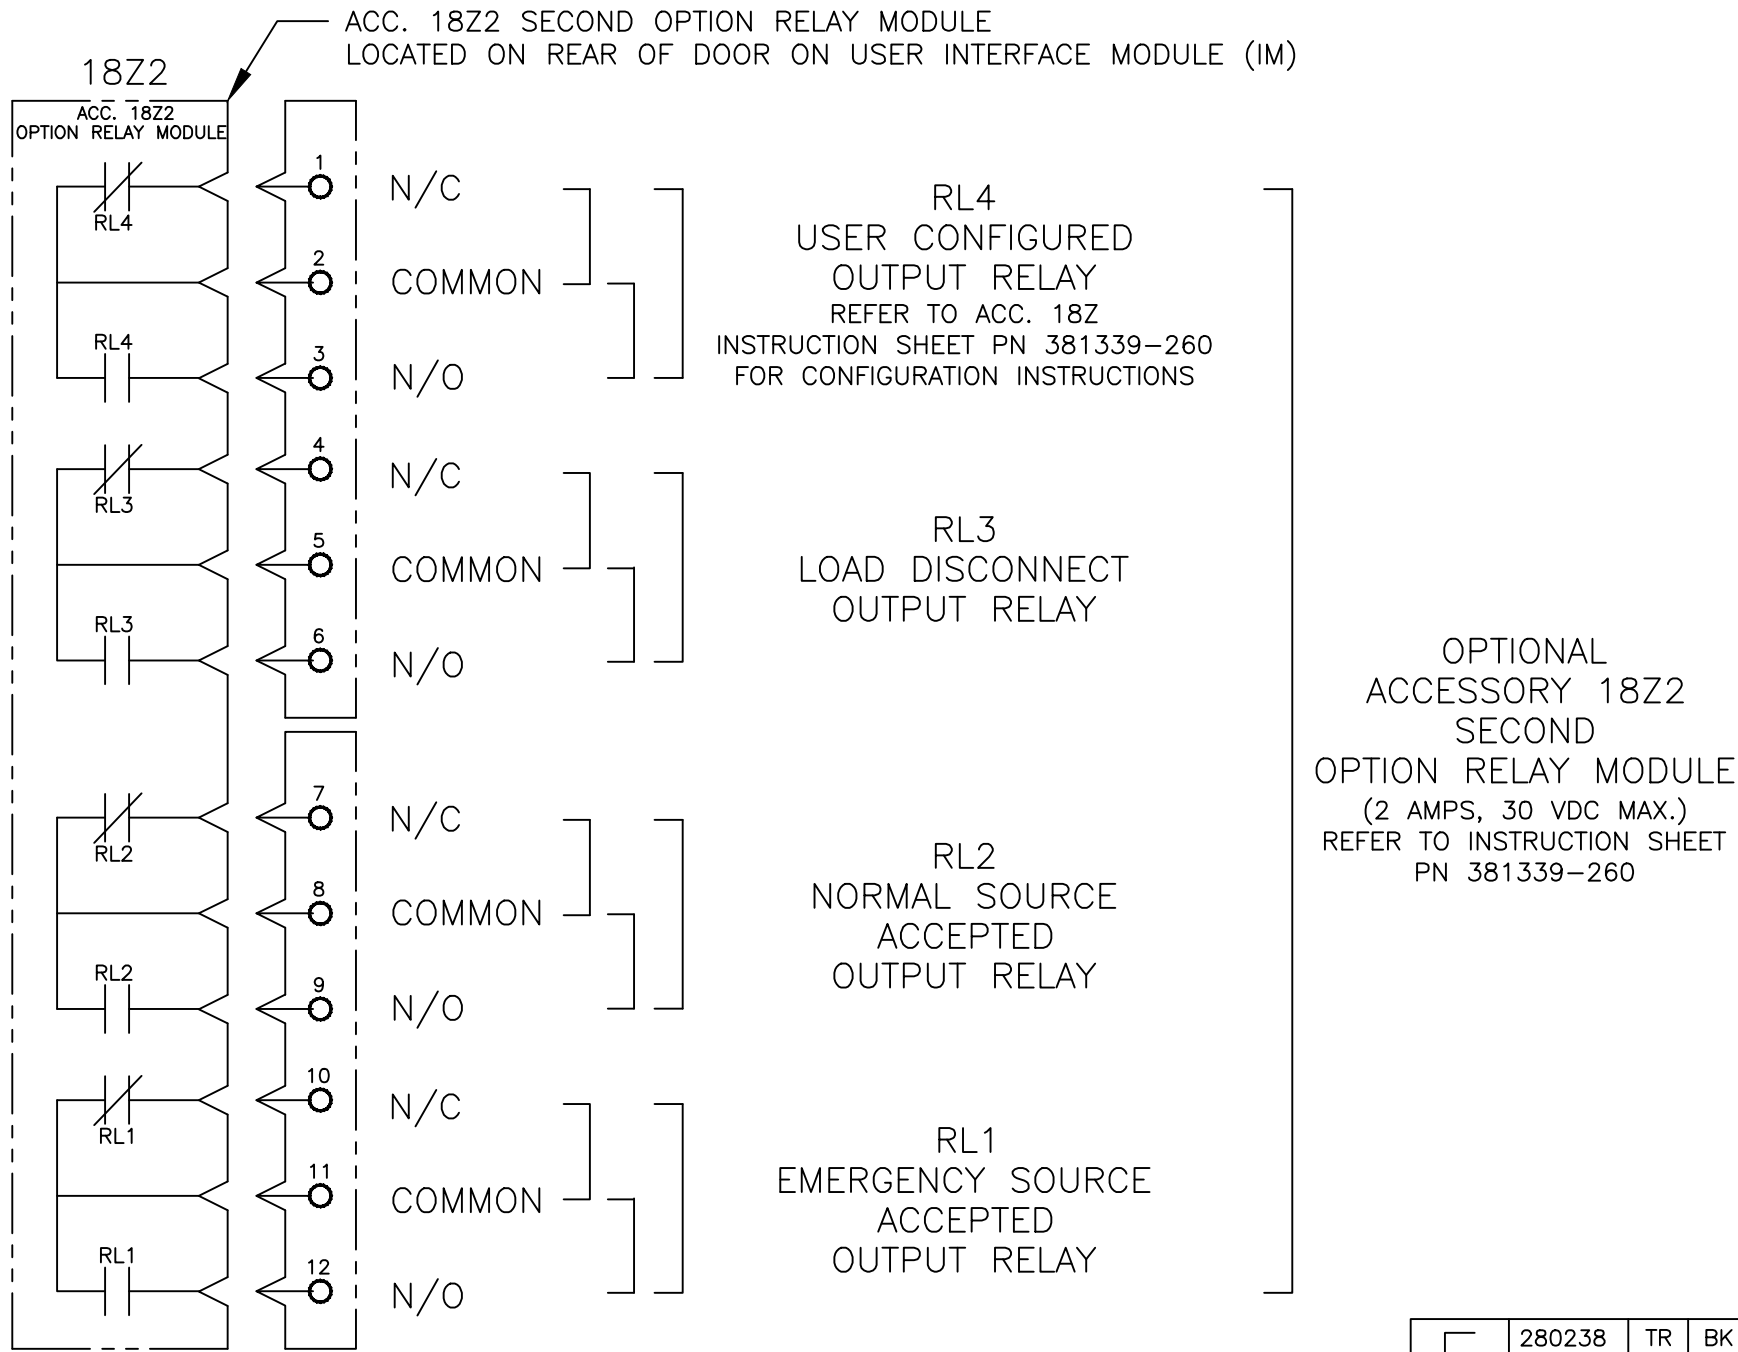 ACC. 18Z2 SECOND OPTION RELAY MODULE
LOCATED ON REAR OF DOOR ON USER INTERFACE MODULE (IM)
18Z2
ACC. 18Z2
OPTION RELAY MODULE
RL4
1
N/C
2
COMMON
RL4
3
N/O
RL4
USER CONFIGURED
OUTPUT RELAY
REFER TO ACC. 18Z
INSTRUCTION SHEET PN 381339-260
FOR CONFIGURATION INSTRUCTIONS
RL3
4
N/C
5
COMMON
RL3
6
N/O
RL3
LOAD DISCONNECT
OUTPUT RELAY
RL2
7
N/C
8
COMMON
RL2
9
N/O
RL2
NORMAL SOURCE
ACCEPTED
OUTPUT RELAY
RL1
10
N/C
11
COMMON
RL1
12
N/O
RL1
EMERGENCY SOURCE
ACCEPTED
OUTPUT RELAY
OPTIONAL
ACCESSORY 18Z2
SECOND
OPTION RELAY MODULE
(2 AMPS, 30 VDC MAX.)
REFER TO INSTRUCTION SHEET
PN 381339-260
280238 TR BK